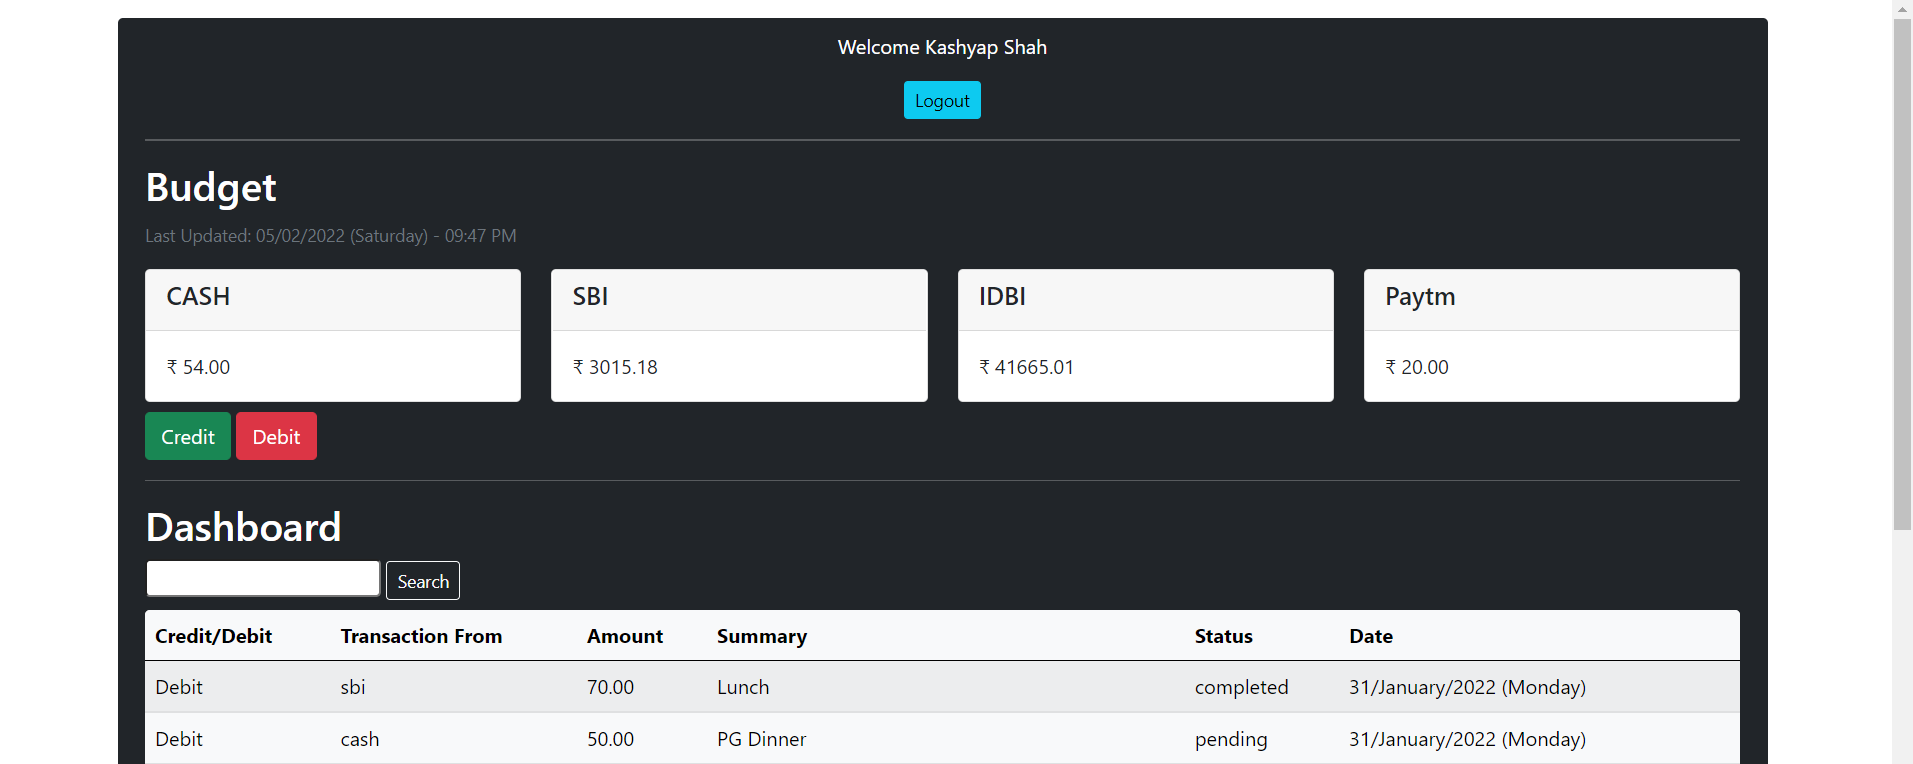 Welcome Kashyap Shah
Logout
Budget
Last Updated: 05/02/2022 (Saturday) - 09:47 PM
CASH SBI IDBI Paytm
₹ 54.00 ₹ 3015.18 ₹ 41665.01 ₹ 20.00
Credit Debit
Dashboard
Search
Credit/Debit Transaction From Amount Summary Status Date
Debit sbi 70.00 Lunch completed 31/January/2022 (Monday)
Debit cash 50.00 PG Dinner pending 31/January/2022 (Monday)